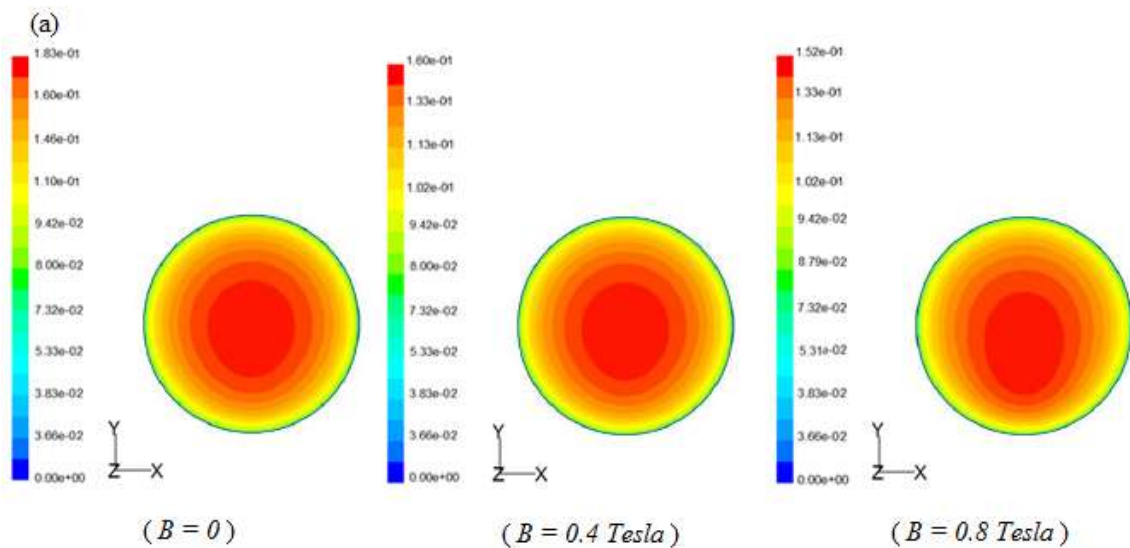 (a)
1.83e-01
1.60e-01
1.46e-01
1.10e-01
9.42e-02
8.00e-02
7.32e-02
5.33e-02
3.83e-02
3.66e-02
0.00e+00
Y
Z X
( B = 0 )
1.60e-01
1.33e-01
1.13e-01
1.02e-01
9.42e-02
8.00e-02
7.32e-02
5.33e-02
3.83e-02
3.66e-02
0.00e+00
Y
Z X
( B = 0.4 Tesla )
1.52e-01
1.33e-01
1.13e-01
1.02e-01
9.42e-02
8.79e-02
7.32e-02
5.31e-02
3.83e-02
3.66e-02
0.00e+00
Y
Z X
( B = 0.8 Tesla )